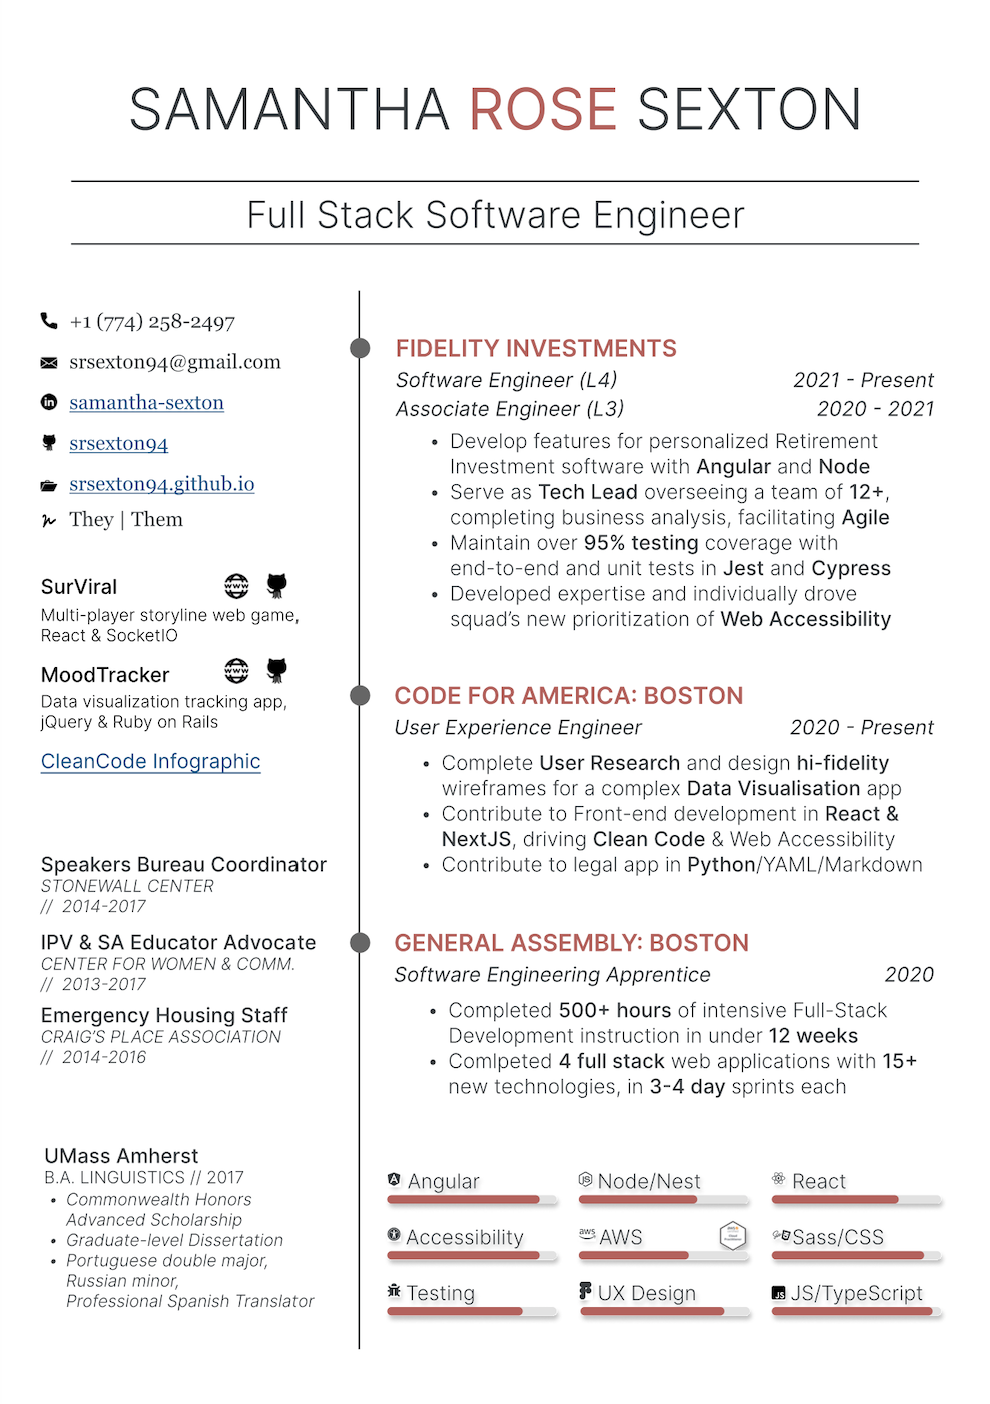 SAMANTHA ROSE SEXTON
Full Stack Software Engineer
+1 (774) 258-2497
srsexton94@gmail.com
samantha-sexton
srsexton94
srsexton94.github.io
They | Them
SurViral
Multi-player storyline web game,
React & SocketIO
MoodTracker
Data visualization tracking app,
jQuery & Ruby on Rails
CleanCode Infographic
Speakers Bureau Coordinator
STONEWALL CENTER
// 2014-2017
IPV & SA Educator Advocate
CENTER FOR WOMEN & COMM.
// 2013-2017
Emergency Housing Staff
CRAIG'S PLACE ASSOCIATION
// 2014-2016
UMass Amherst
B.A. LINGUISTICS // 2017
• Commonwealth Honors
Advanced Scholarship
• Graduate-level Dissertation
• Portuguese double major,
Russian minor,
Professional Spanish Translator
FIDELITY INVESTMENTS
Software Engineer (L4) 2021 - Present
Associate Engineer (L3) 2020 - 2021
• Develop features for personalized Retirement
Investment software with Angular and Node
• Serve as Tech Lead overseeing a team of 12+,
completing business analysis, facilitating Agile
• Maintain over 95% testing coverage with
end-to-end and unit tests in Jest and Cypress
• Developed expertise and individually drove
squad's new prioritization of Web Accessibility
CODE FOR AMERICA: BOSTON
User Experience Engineer 2020 - Present
• Complete User Research and design hi-fidelity
wireframes for a complex Data Visualisation app
• Contribute to Front-end development in React &
NextJS, driving Clean Code & Web Accessibility
• Contribute to legal app in Python/YAML/Markdown
GENERAL ASSEMBLY: BOSTON
Software Engineering Apprentice 2020
• Completed 500+ hours of intensive Full-Stack
Development instruction in under 12 weeks
• Comlpeted 4 full stack web applications with 15+
new technologies, in 3-4 day sprints each
Angular Node/Nest React
Accessibility aws AWS Sass/CSS
Testing UX Design JS JS/TypeScript